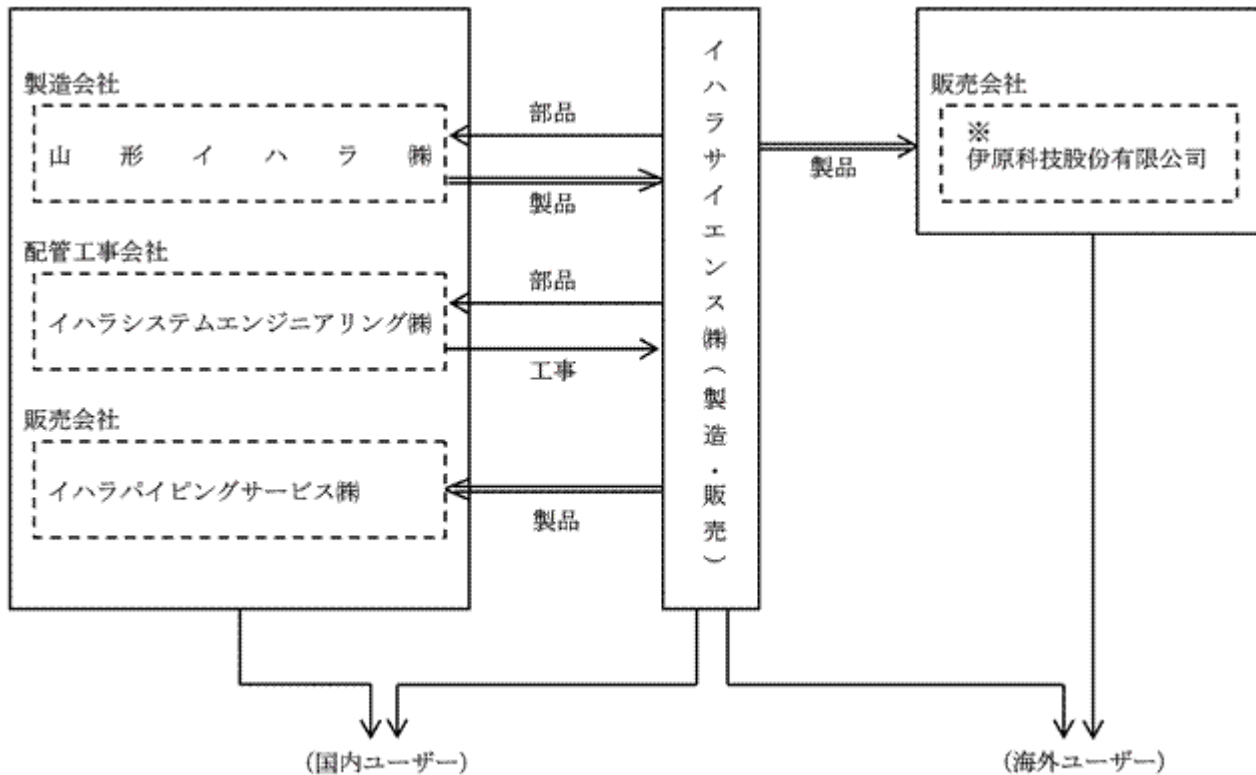 製造会社
山形イハラ㈱
部品
製品
配管工事会社
イハラシステムエンジニアリング㈱
部品
工事
販売会社
イハラパイピングサービス㈱
製品
イハラサイエンス㈱（製造・販売）
製品
販売会社
※
伊原科技股份有限公司
(国内ユーザー)
(海外ユーザー)